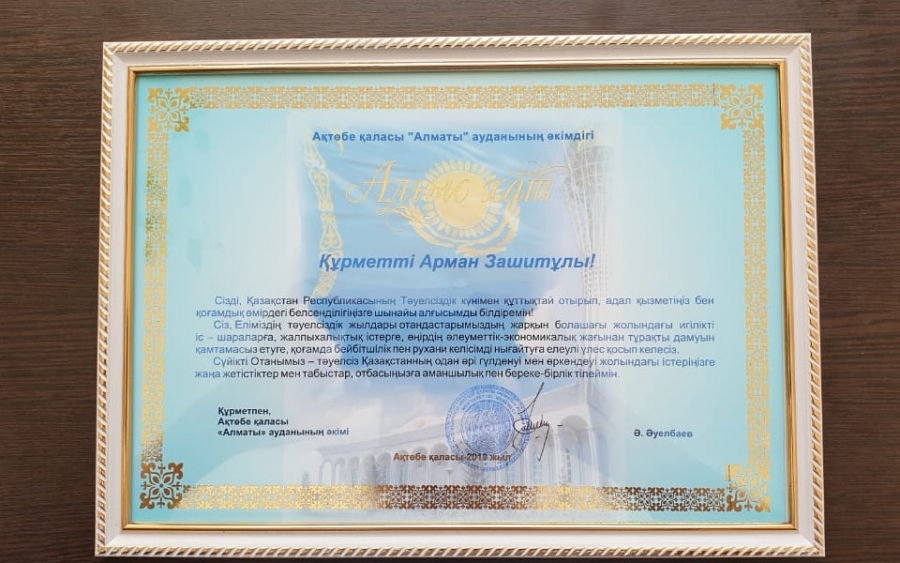 Ақтөбе қаласы "Алматы" ауданының әкімдігі
Алғыс хат
Құрметті Арман Зашитұлы!
Сізді, Қазақстан Республикасының Тәуелсіздік күнімен құттықтай отырып, адал қызметіңіз бен
қоғамдық өмірдегі белсенділігіңізге шынайы алғысымды білдіремін!
Сіз, Еліміздің тәуелсіздік жылдары отандастарымыздың жарқын болашағы жолындағы игілікті
іс – шараларға, жалпыхалықтық істерге, өңірдің әлеуметтік-экономикалық жағынан тұрақты дамуын
қамтамасыз етуге, қоғамда бейбітшілік пен рухани келісімді нығайтуға елеулі үлес қосып келесіз.
Сүйікті Отанымыз – тәуелсіз Қазақстанның одан әрі гүлденуі мен өркендеуі жолындағы істеріңізге
жаңа жетістіктер мен табыстар, отбасыңызға аманшылық пен береке-бірлік тілеймін.
Құрметпен,
Ақтөбе қаласы
«Алматы» ауданының әкімі
Ә. Әуелбаев
Ақтөбе қаласы-2019 жыл